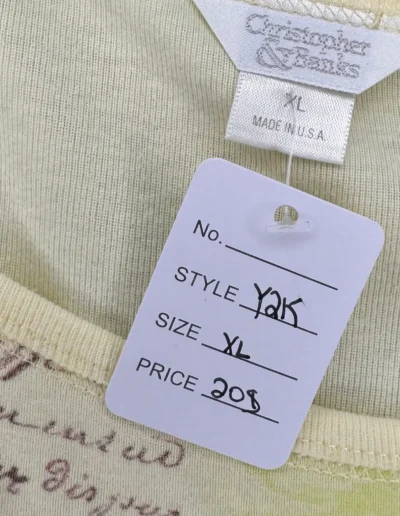 Christopher
& Banks
XL
MADE IN U.S.A.
No.
STYLE Y2K
SIZE XL
PRICE 20$